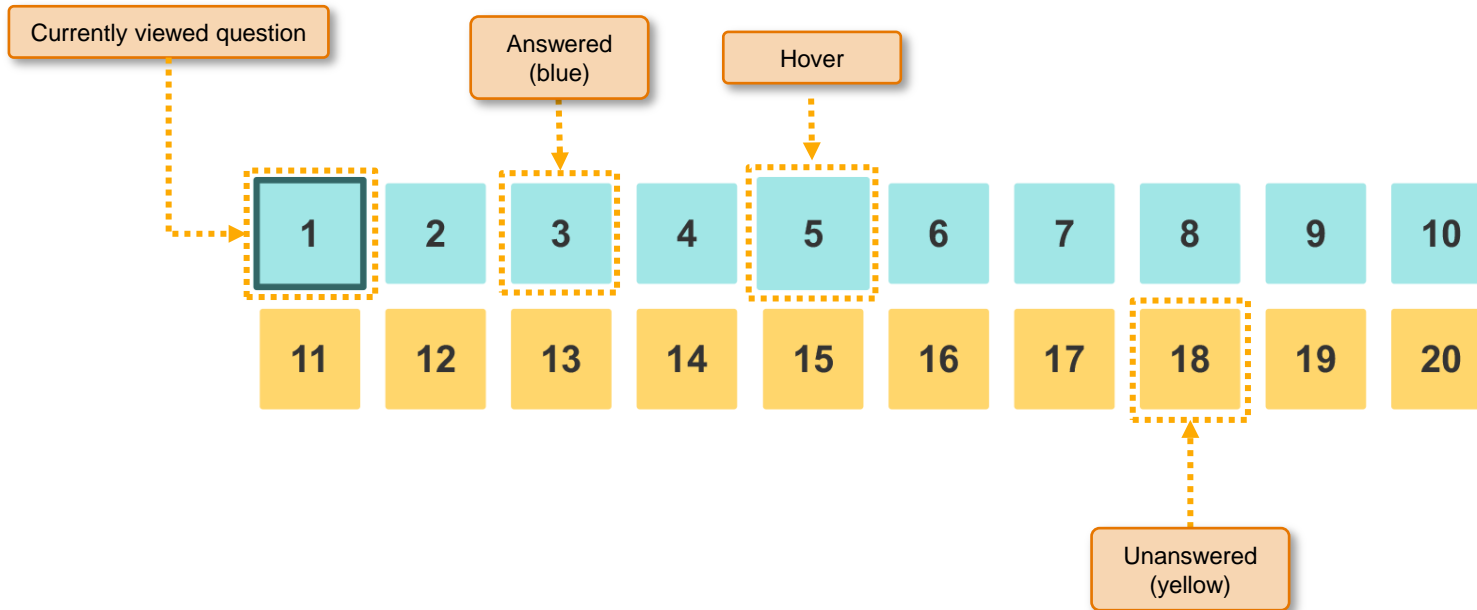 Currently viewed question
Answered
(blue)
Hover
1 2 3 4 5 6 7 8 9 10
11 12 13 14 15 16 17 18 19 20
Unanswered
(yellow)